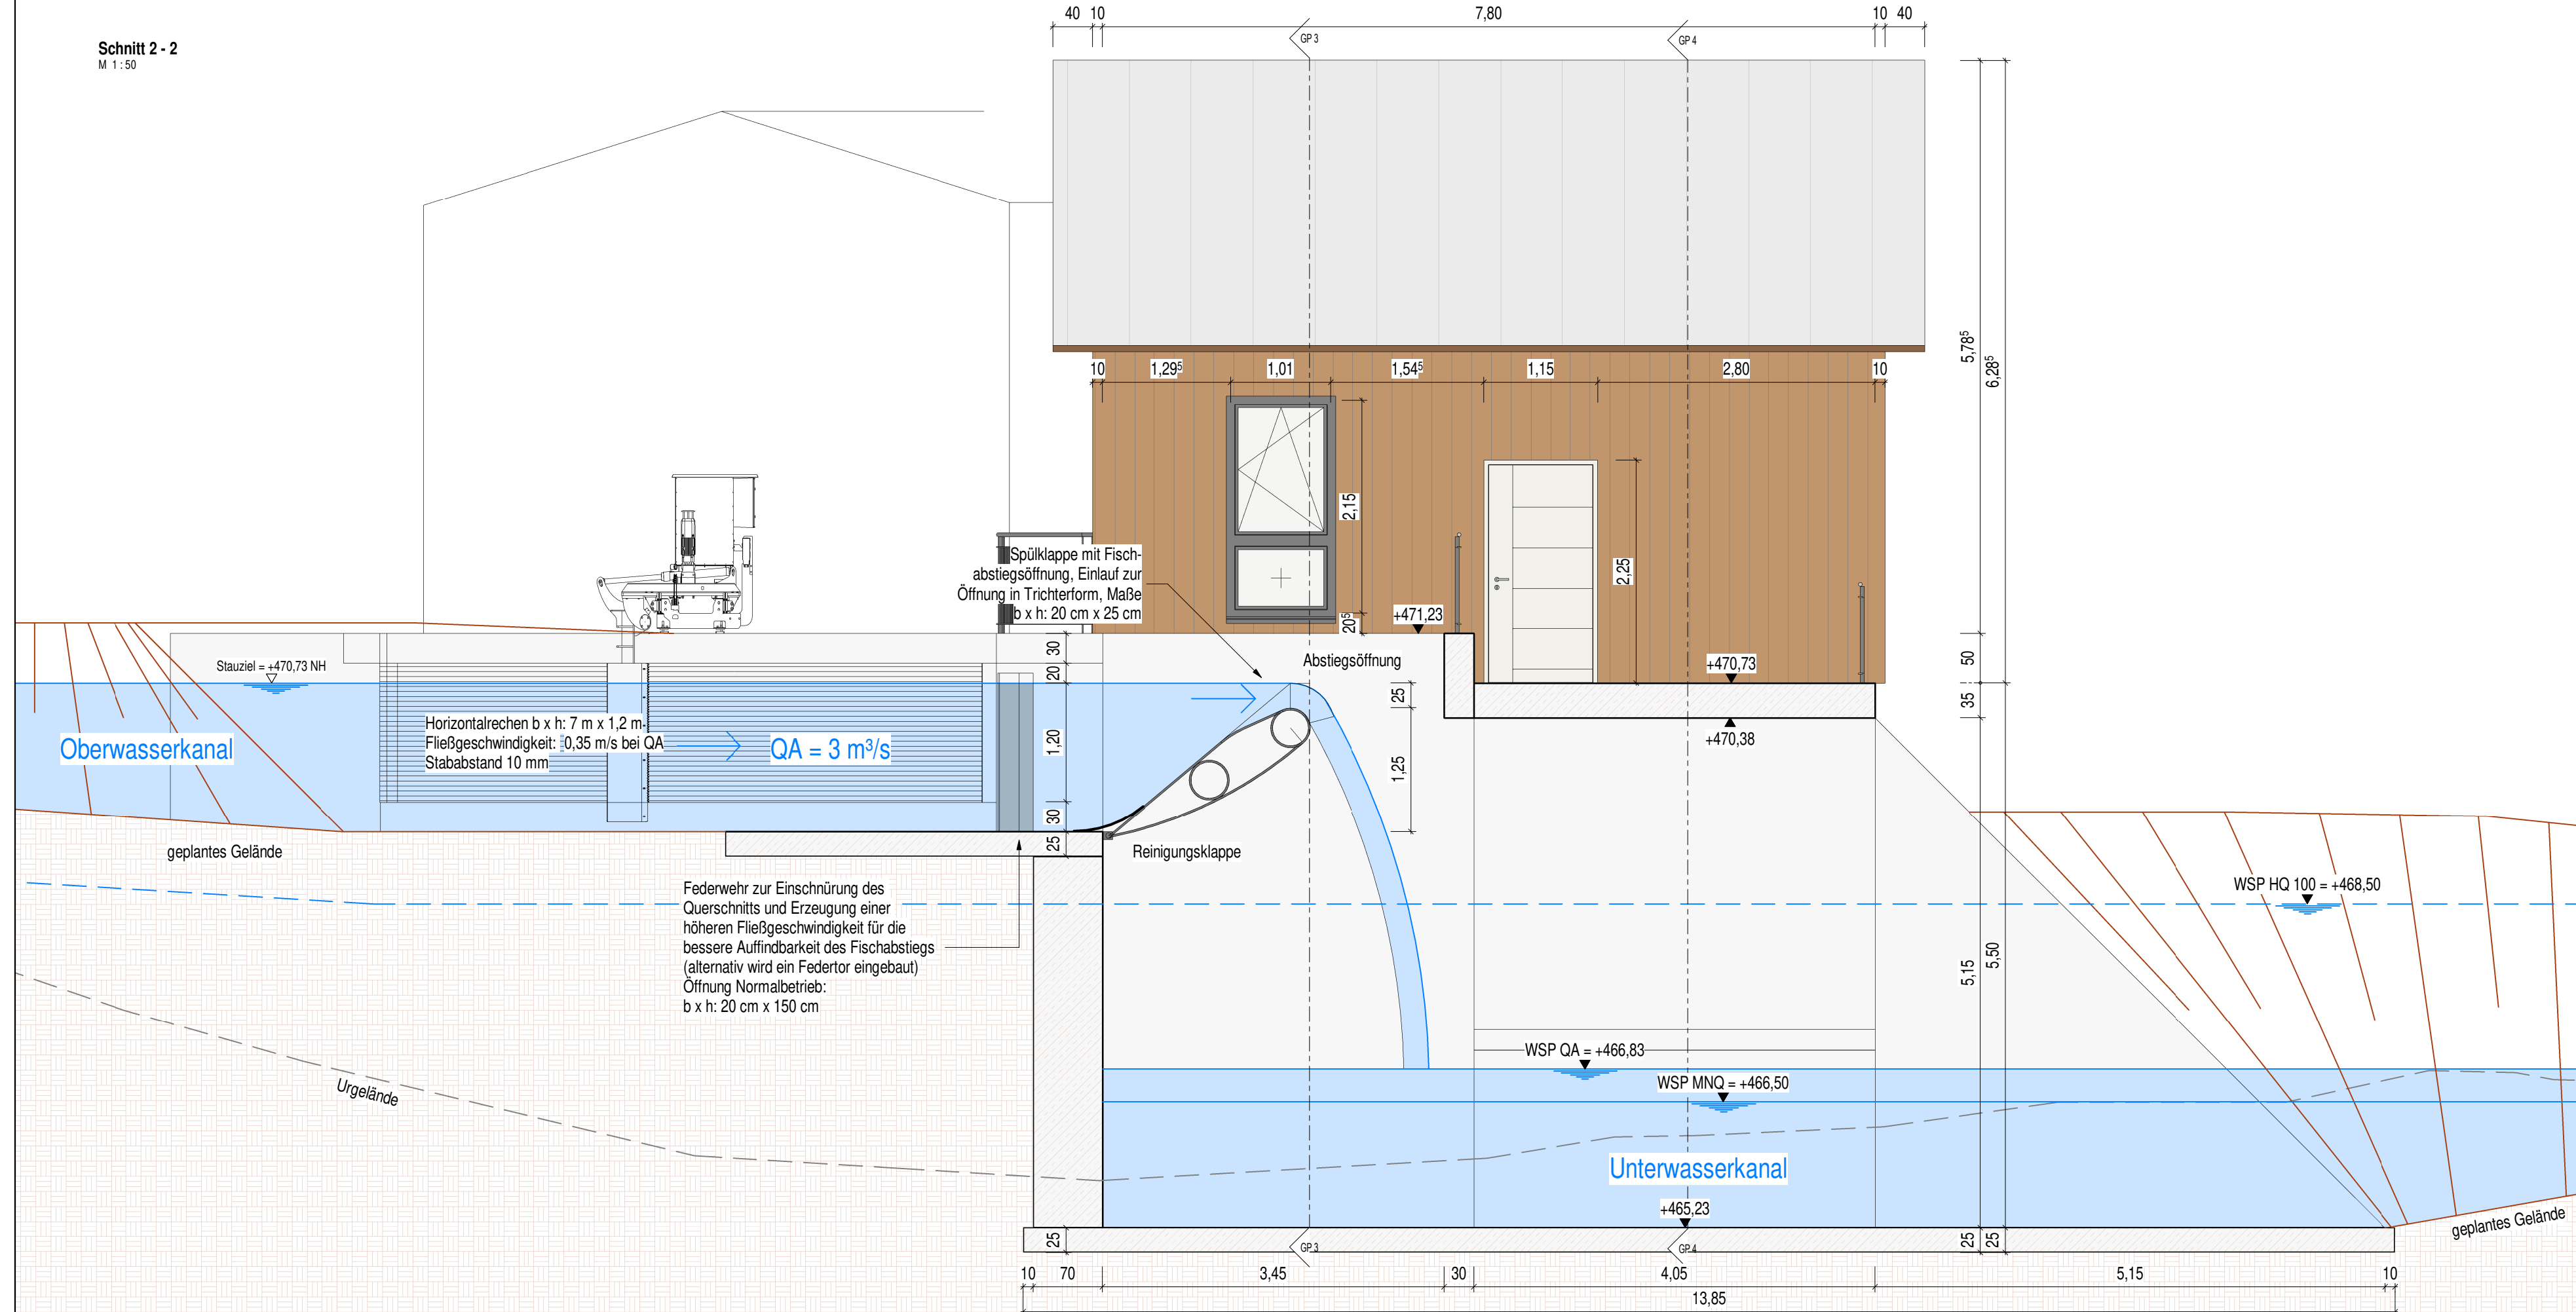 40 10 7,80 10 40
GP 3
GP 4
Schnitt 2 - 2
M 1 : 50
5,78⁵
6,28⁵
10 1,29⁵ 1,01 1,54⁵ 1,15 2,80 10
2,15
2,25
Spülklappe mit Fisch-
abstiegsöffnung, Einlauf zur
Öffnung in Trichterform, Maße
b x h: 20 cm x 25 cm
20⁵
+471,23
30
20
1,20
30
25
Abstiegsöffnung
+470,73
50
35
Stauziel = +470,73 NH
25
1,25
+470,38
Horizontalrechen b x h: 7 m x 1,2 m
Fließgeschwindigkeit: 0,35 m/s bei QA
Stababstand 10 mm
Oberwasserkanal
QA = 3 m³/s
geplantes Gelände
Reinigungsklappe
Federwehr zur Einschnürung des
Querschnitts und Erzeugung einer
höheren Fließgeschwindigkeit für die
bessere Auffindbarkeit des Fischabstiegs
(alternativ wird ein Federtor eingebaut)
Öffnung Normalbetrieb:
b x h: 20 cm x 150 cm
WSP HQ 100 = +468,50
5,15
5,50
WSP QA = +466,83
WSP MNQ = +466,50
Urgelände
Unterwasserkanal
+465,23
geplantes Gelände
25
25
25
GP 3
GP 4
10 70 3,45 30 4,05 5,15 10
13,85